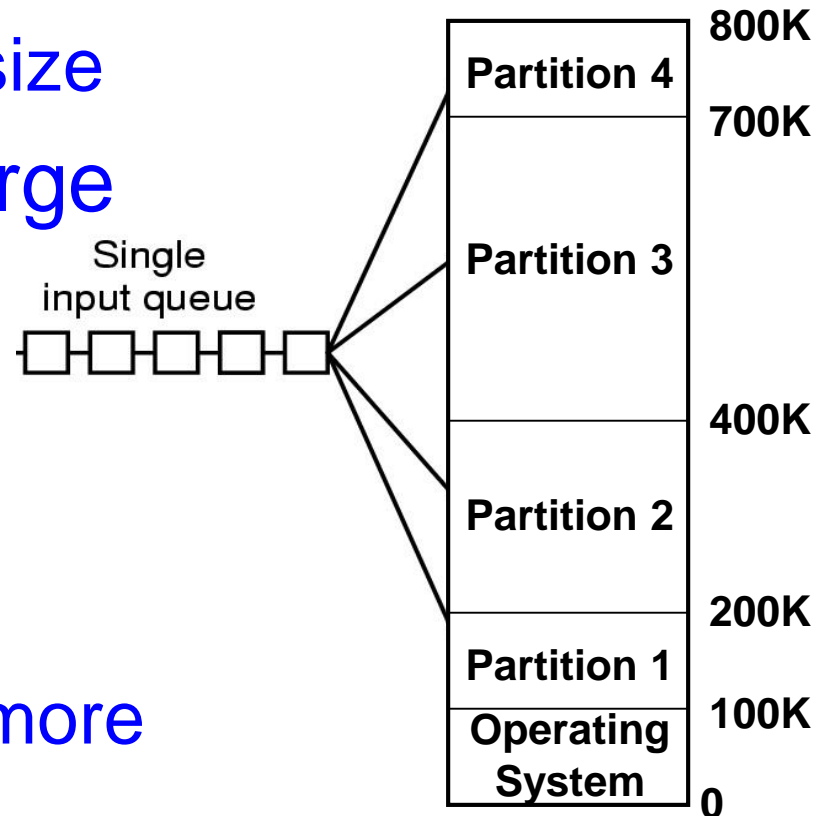 size
rge
more
Single
input queue
800K
Partition 4
700K
Partition 3
400K
Partition 2
200K
Partition 1
100K
Operating
System
0